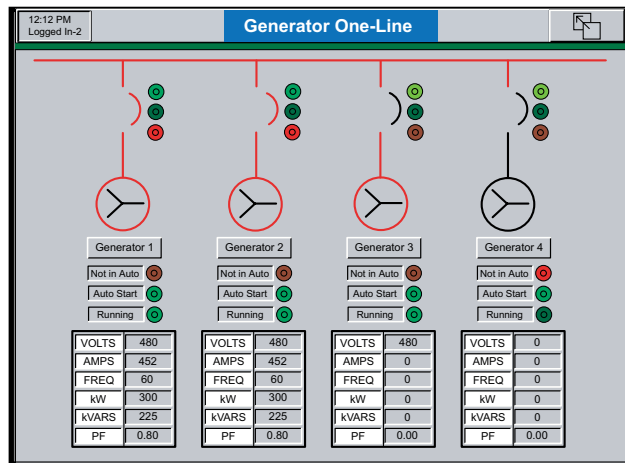 12:12 PM
Logged In-2
Generator One-Line
Generator 1 Generator 2 Generator 3 Generator 4
Not in Auto Not in Auto Not in Auto Not in Auto
Auto Start Auto Start Auto Start Auto Start
Running Running Running Running
VOLTS 480 VOLTS 480 VOLTS 480 VOLTS 0
AMPS 452 AMPS 452 AMPS 0 AMPS 0
FREQ 60 FREQ 60 FREQ 0 FREQ 0
kW 300 kW 300 kW 0 kW 0
kVARS 225 kVARS 225 kVARS 0 kVARS 0
PF 0.80 PF 0.80 PF 0.00 PF 0.00